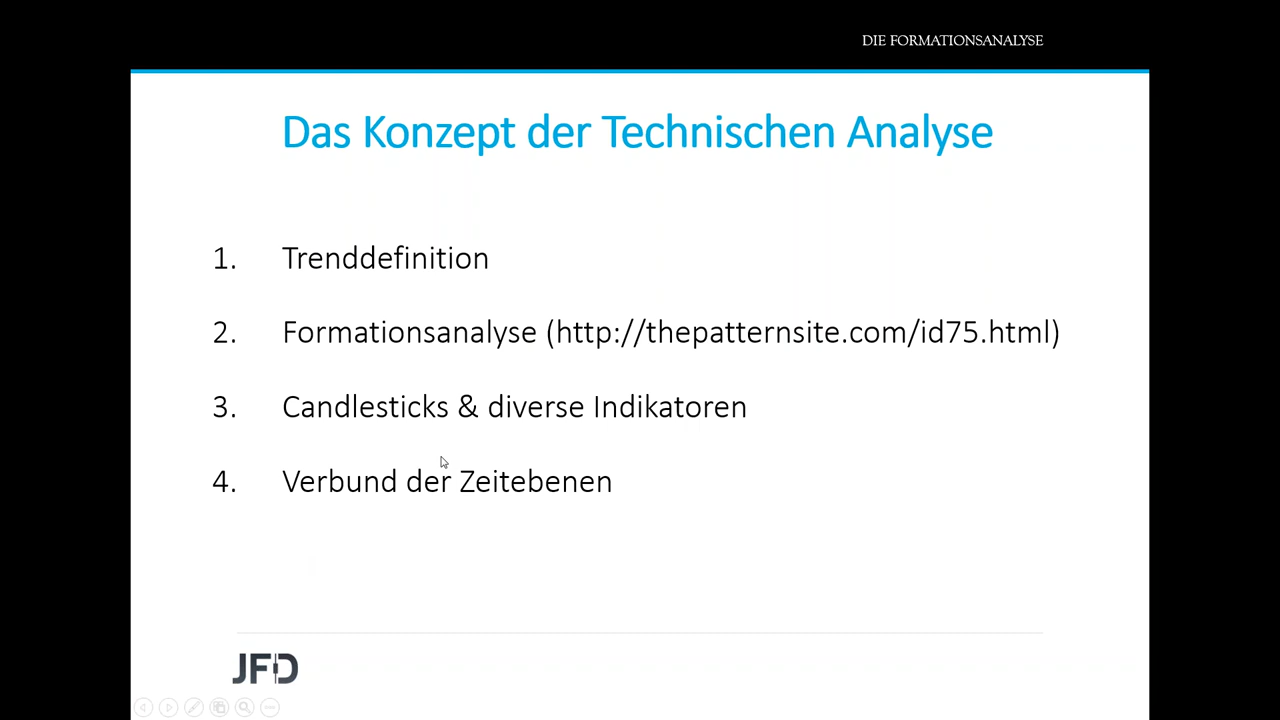 DIE FORMATIONSANALYSE
Das Konzept der Technischen Analyse
1. Trenddefinition
2. Formationsanalyse (http://thepatternsite.com/id75.html)
3. Candlesticks & diverse Indikatoren
4. Verbund der Zeitebenen
JFD